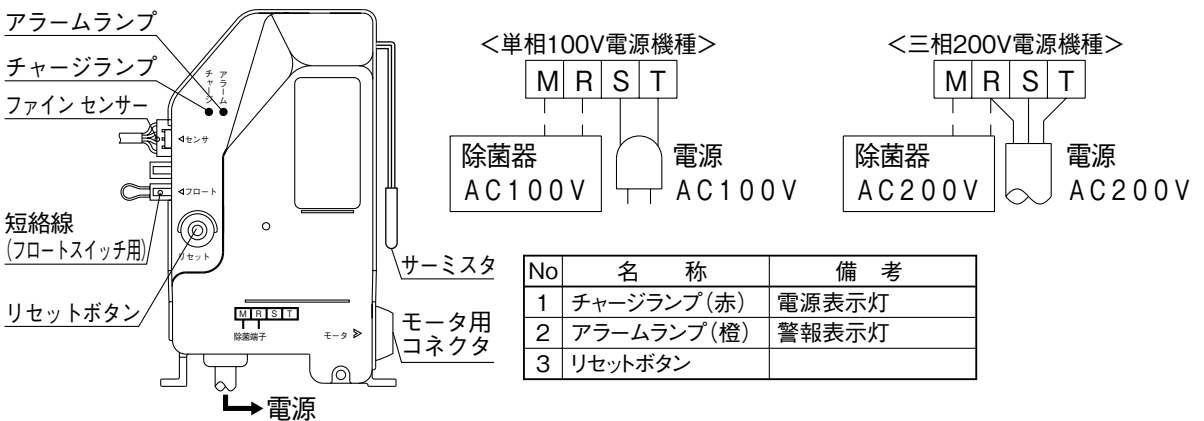 アラームランプ
チャージランプ
ファイン センサー
短絡線
(フロートスイッチ用)
リセットボタン
チャージ
アラーム
◁センサ
◁フロート
リセット
M R S T
除菌端子
モータ
電源
サーミスタ
モータ用
コネクタ
＜単相100V電源機種＞
M R S T
除菌器
AC100V
電源
AC100V
＜三相200V電源機種＞
M R S T
除菌器
AC200V
電源
AC200V
No 名 称 備 考
1 チャージランプ(赤) 電源表示灯
2 アラームランプ(橙) 警報表示灯
3 リセットボタン